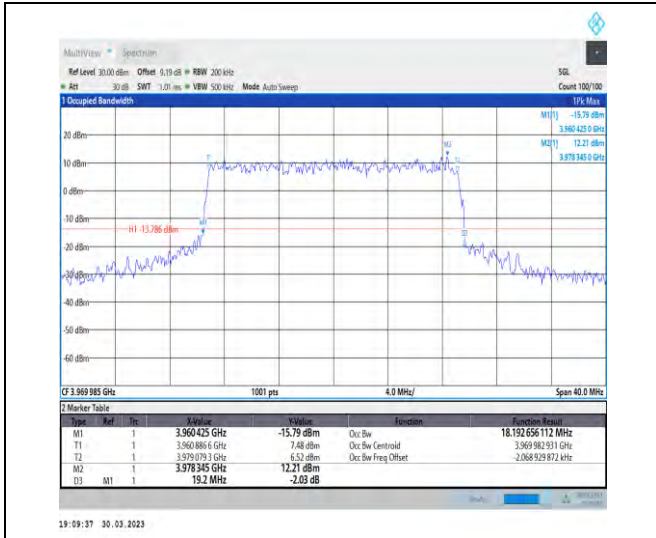 MultiView Spectrum
Ref Level 30.00 dBm Offset 9.19 dB RBW 200 kHz SGL
Att 30 dB SWT 1.01 ms VBW 500 kHz Mode Auto Sweep Count 100/100
1 Occupied Bandwidth 1Pk Max
M1[1] -15.79 dBm
3.960 425 0 GHz
M2[1] 12.21 dBm
3.978 345 0 GHz
20 dBm
M2
T1
T2
10 dBm
0 dBm
-10 dBm
M1
H1 -13.786 dBm
D3
-20 dBm
-30 dBm
-40 dBm
-50 dBm
-60 dBm
CF 3.969 985 GHz 1001 pts 4.0 MHz/ Span 40.0 MHz
2 Marker Table
Type Ref Trc X-Value Y-Value Function Function Result
M1 1 3.960 425 GHz -15.79 dBm Occ Bw 18.192 656 112 MHz
T1 1 3.960 886 6 GHz 7.48 dBm Occ Bw Centroid 3.969 982 931 GHz
T2 1 3.979 079 3 GHz 6.52 dBm Occ Bw Freq Offset -2.068 929 872 kHz
M2 1 3.978 345 GHz 12.21 dBm
D3 M1 1 19.2 MHz -2.03 dB
19:09:37 30.03.2023